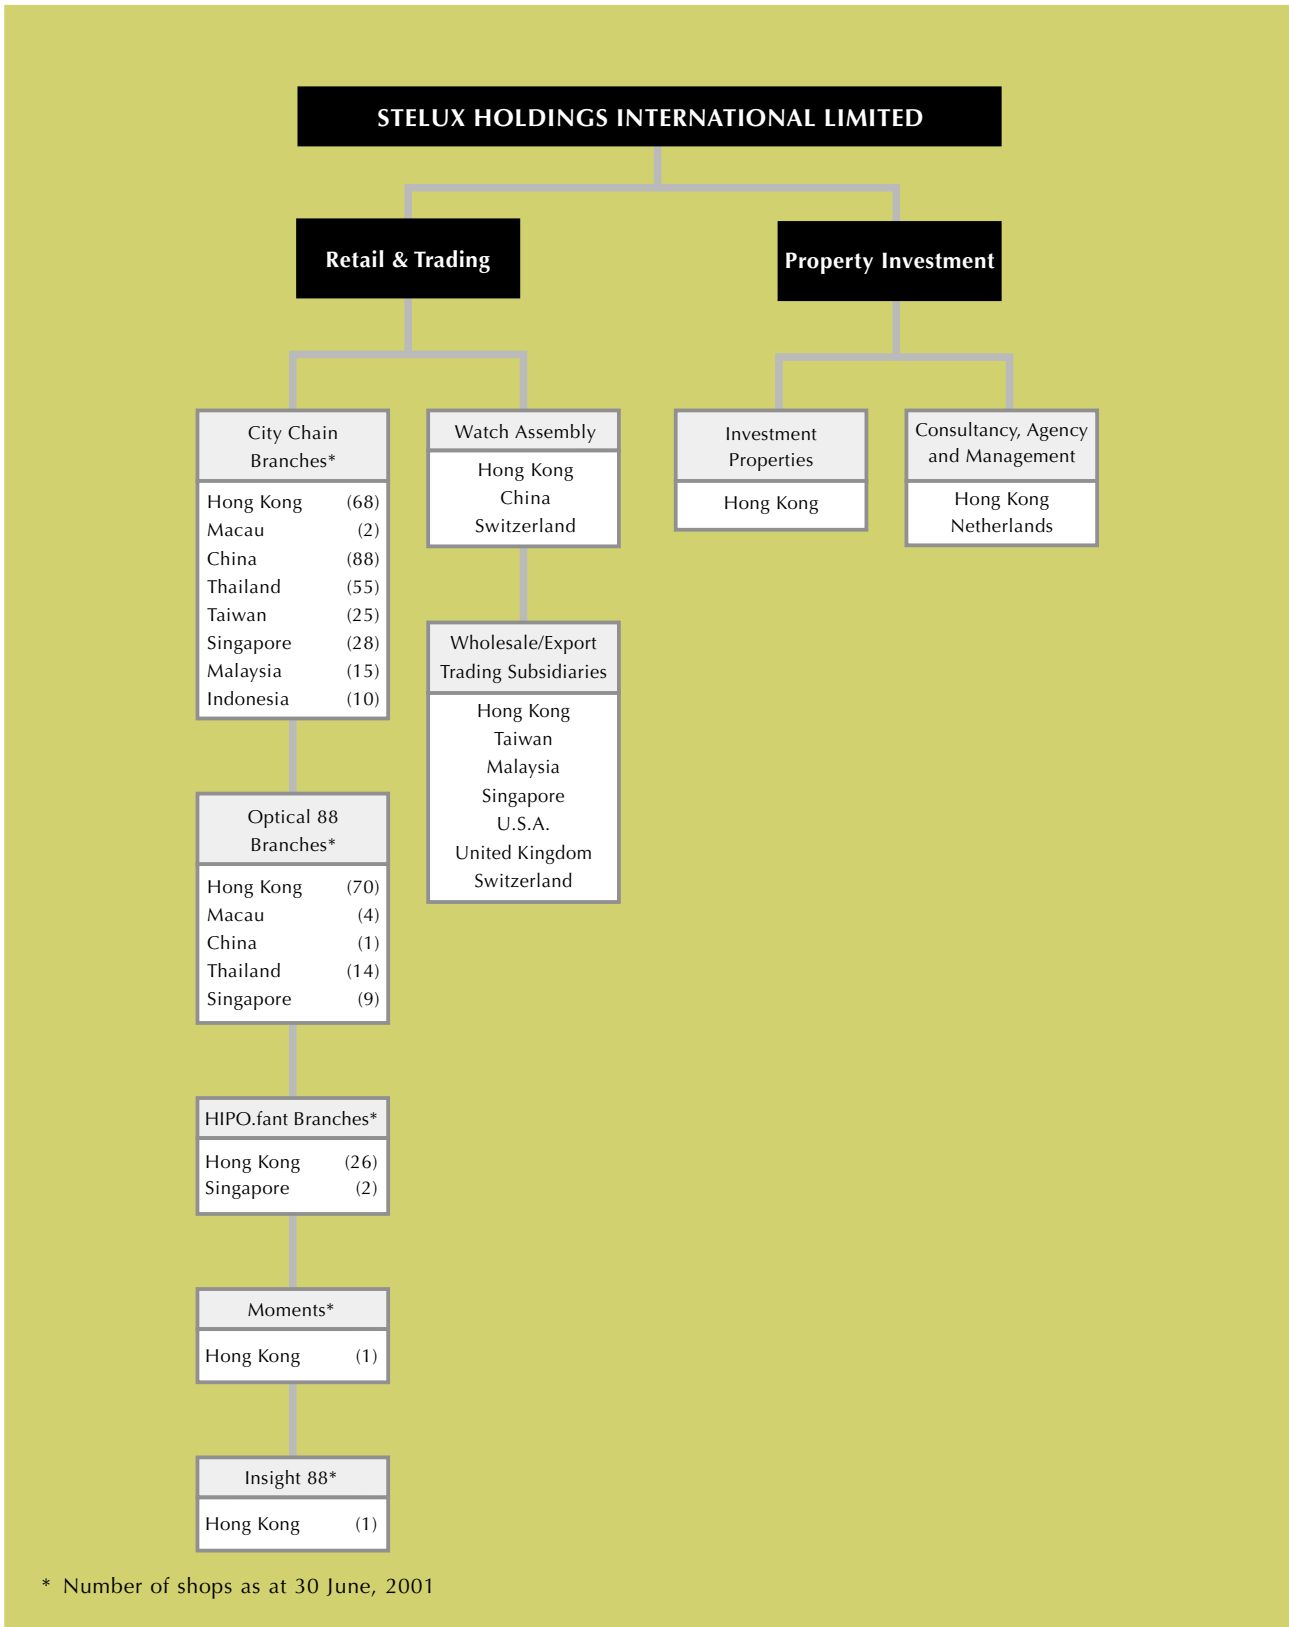 STELUX HOLDINGS INTERNATIONAL LIMITED
Retail & Trading
Property Investment
City Chain
Branches*
Hong Kong (68)
Macau (2)
China (88)
Thailand (55)
Taiwan (25)
Singapore (28)
Malaysia (15)
Indonesia (10)
Optical 88
Branches*
Hong Kong (70)
Macau (4)
China (1)
Thailand (14)
Singapore (9)
HIPO.fant Branches*
Hong Kong (26)
Singapore (2)
Moments*
Hong Kong (1)
Insight 88*
Hong Kong (1)
Watch Assembly
Hong Kong
China
Switzerland
Wholesale/Export
Trading Subsidiaries
Hong Kong
Taiwan
Malaysia
Singapore
U.S.A.
United Kingdom
Switzerland
Investment
Properties
Hong Kong
Consultancy, Agency
and Management
Hong Kong
Netherlands
* Number of shops as at 30 June, 2001